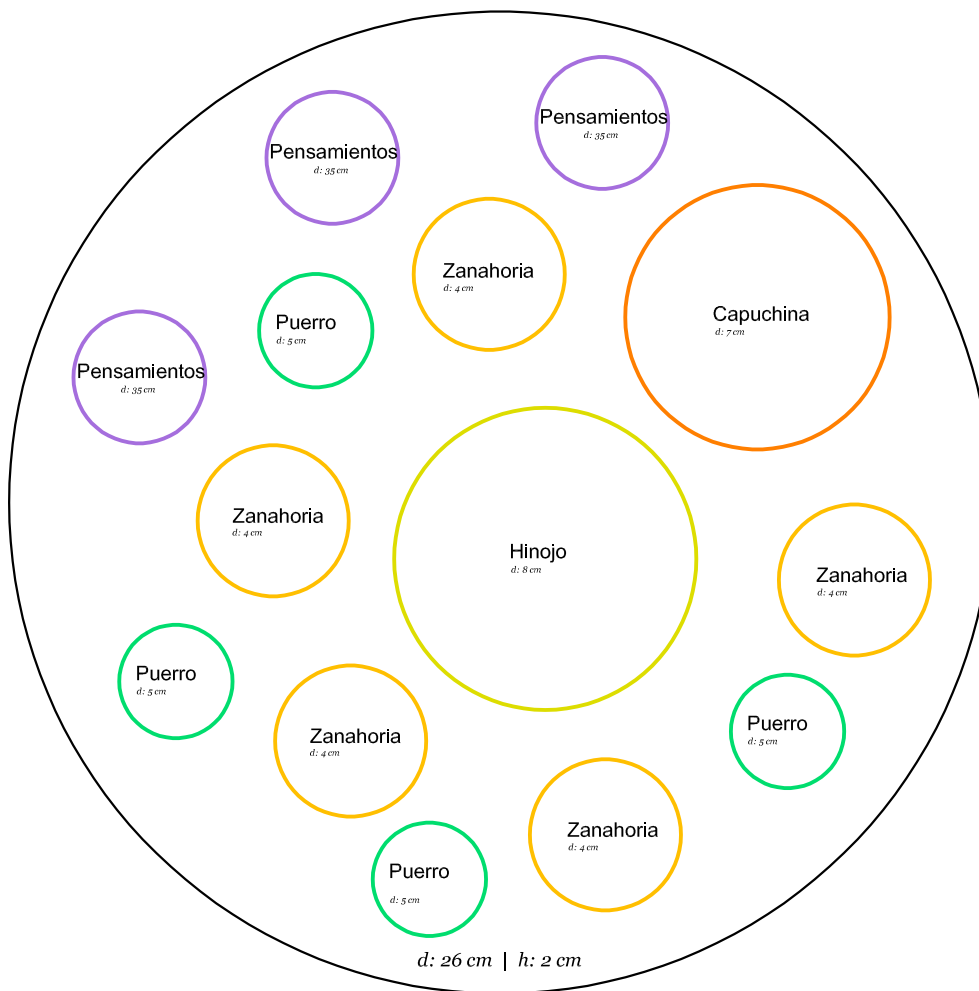 Pensamientos
d: 35 cm
Pensamientos
d: 35 cm
Zanahoria
d: 4 cm
Capuchina
d: 7 cm
Puerro
d: 5 cm
Pensamientos
d: 35 cm
Zanahoria
d: 4 cm
Hinojo
d: 8 cm
Zanahoria
d: 4 cm
Puerro
d: 5 cm
Zanahoria
d: 4 cm
Puerro
d: 5 cm
Zanahoria
d: 4 cm
Puerro
d: 5 cm
d: 26 cm | h: 2 cm